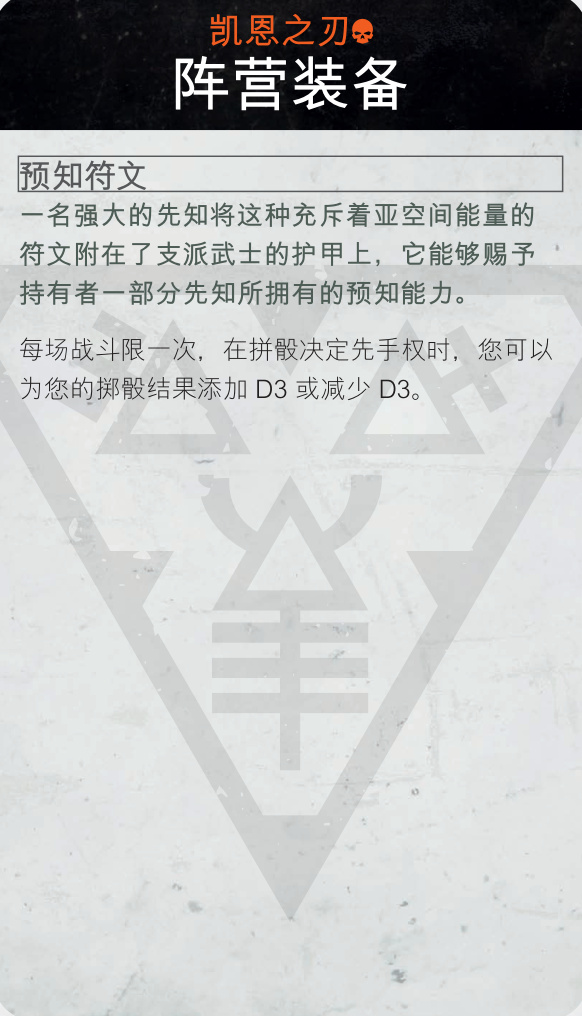 凯恩之刃
阵营装备
预知符文
一名强大的先知将这种充斥着亚空间能量的
符文附在了支派武士的护甲上，它能够赐予
持有者一部分先知所拥有的预知能力。
每场战斗限一次，在拼骰决定先手权时，您可以
为您的掷骰结果添加 D3 或减少 D3。